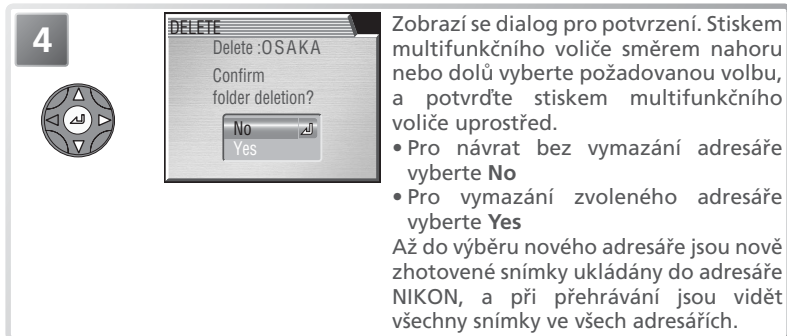 4
DELETE
Delete :OSAKA
Confirm
folder deletion?
No
Yes
Zobrazí se dialog pro potvrzení. Stiskem
multifunkčního voliče směrem nahoru
nebo dolů vyberte požadovanou volbu,
a potvrďte stiskem multifunkčního
voliče uprostřed.
• Pro návrat bez vymazání adresáře
vyberte No
• Pro vymazání zvoleného adresáře
vyberte Yes
Až do výběru nového adresáře jsou nově
zhotovené snímky ukládány do adresáře
NIKON, a při přehrávání jsou vidět
všechny snímky ve všech adresářích.